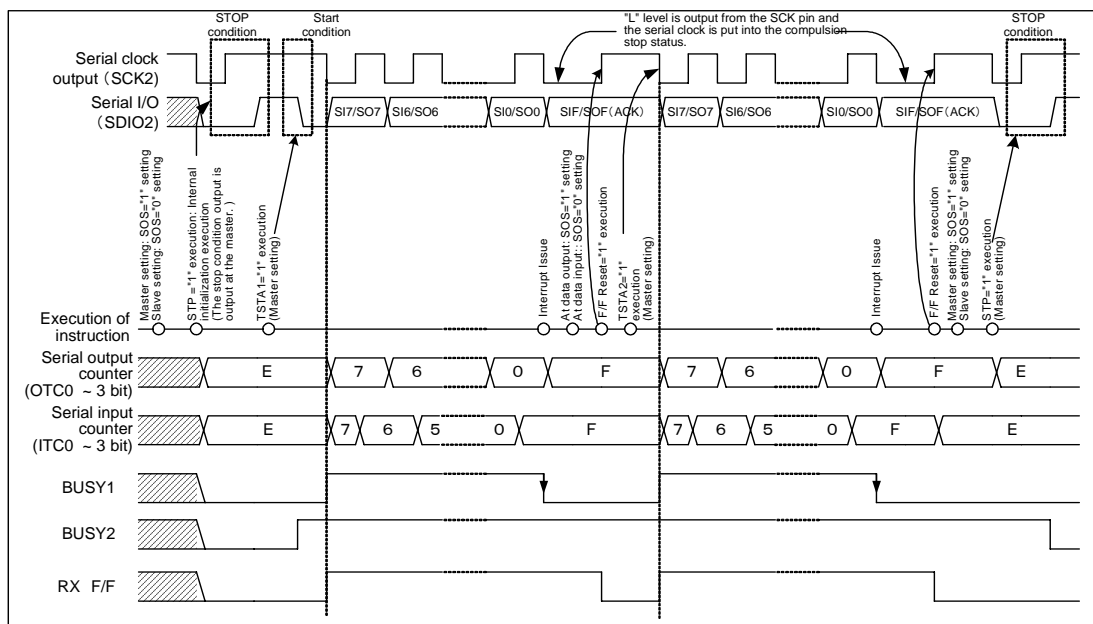 STOP
condition
Start
condition
"L" level is output from the SCK pin and
the serial clock is put into the compulsion
stop status.
STOP
condition
Serial clock
output (SCK2)
Serial I/O
(SDIO2)
SI7/SO7 SI6/SO6 SI0/SO0 SIF/SOF(ACK) SI7/SO7 SI6/SO6 SI0/SO0 SIF/SOF(ACK)
Master setting: SOS="1" setting
Slave setting: SOS="0" setting
STP ="1" execution: Internal
initialization execution
(The stop condition output is
output at the master. )
TSTA1="1" execution
(Master setting)
Interrupt Issue
At data output: SOS="1" setting
At data input:: SOS="0" setting
F/F Reset="1" execution
TSTA2="1"
execution
(Master setting)
Interrupt Issue
F/F Reset="1" execution
Master setting: SOS="1" setting
Slave setting: SOS="0" setting
STP="1" execution
(Master setting)
Execution of
instruction
Serial output
counter
(OTC0 ~ 3 bit)
E 7 6 0 F 7 6 0 F E
Serial input
counter
(ITC0 ~ 3 bit)
E 7 6 5 0 F 7 6 5 0 F E
BUSY1
BUSY2
RX F/F